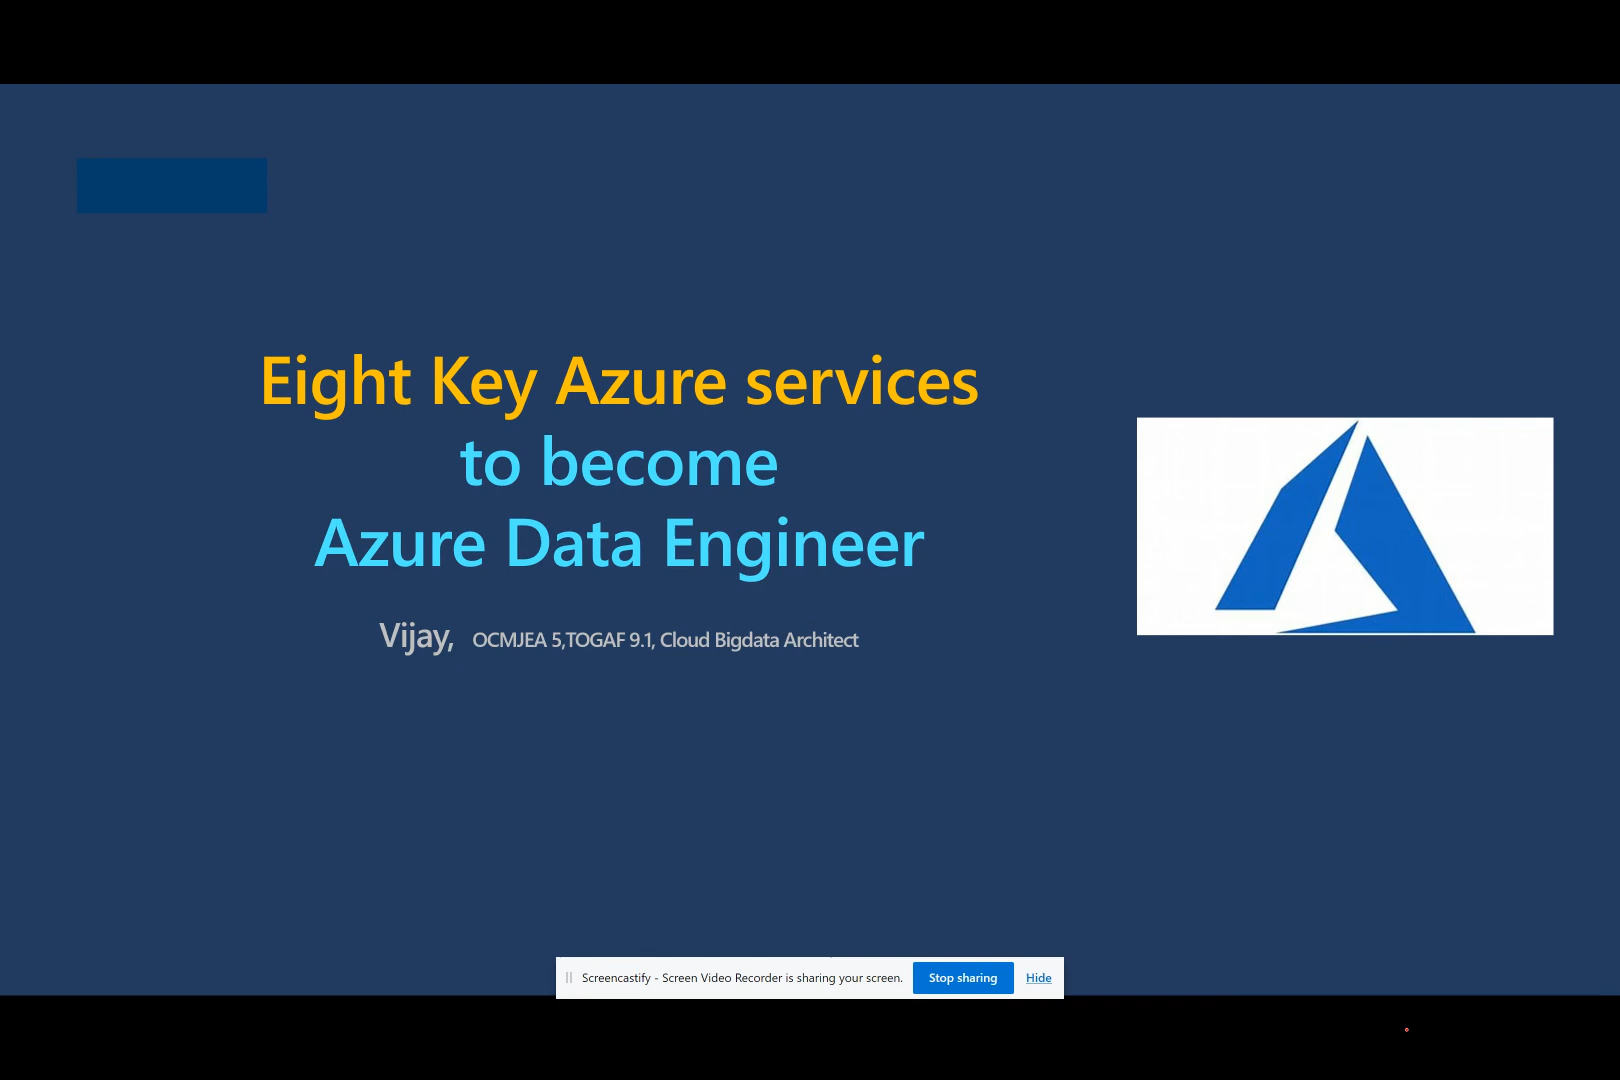 Eight Key Azure services
to become
Azure Data Engineer
Vijay, OCMJEA 5,TOGAF 9.1, Cloud Bigdata Architect
Screencastify - Screen Video Recorder is sharing your screen. Stop sharing Hide